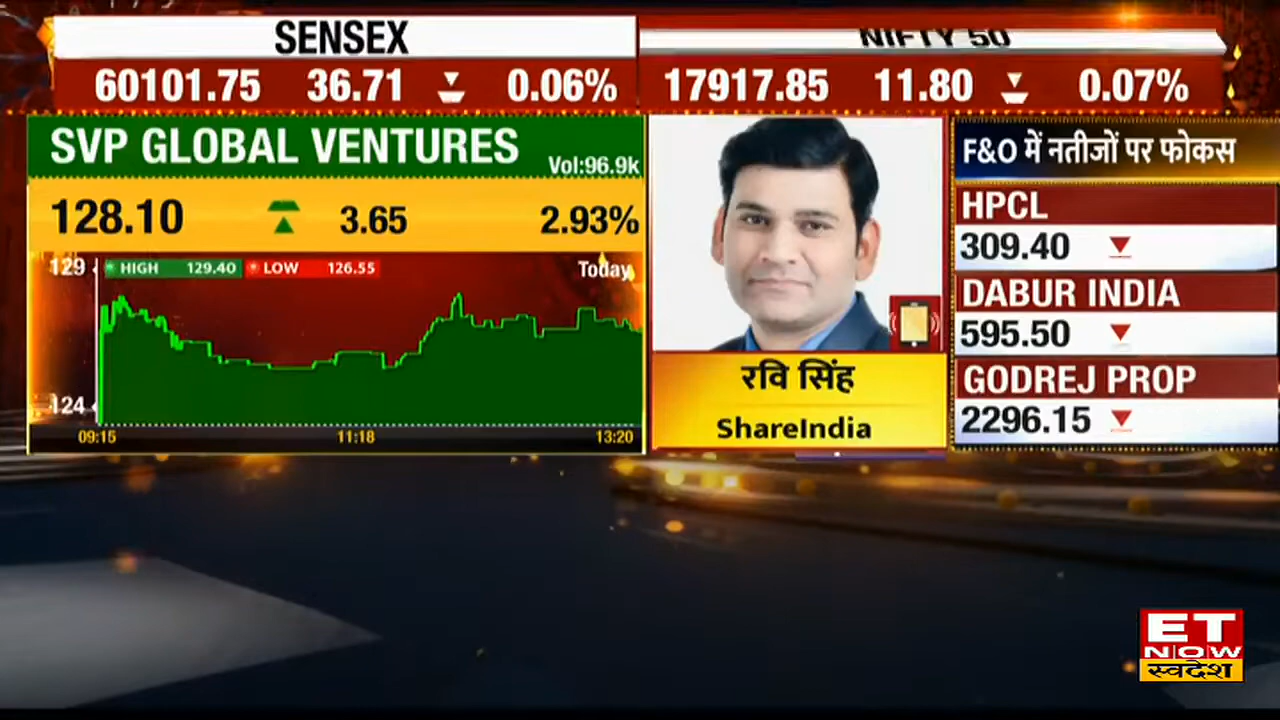 SENSEX
60101.75 36.71 0.06%
NIFTY 50
17917.85 11.80 0.07%
SVP GLOBAL VENTURES Vol:96.9k
128.10 3.65 2.93%
129 HIGH 129.40 LOW 126.55 Today
124
09:15 11:18 13:20
रवि सिंह
ShareIndia
F&O में नतीजों पर फोकस
HPCL
309.40
DABUR INDIA
595.50
GODREJ PROP
2296.15
ET
NOW
स्वदेश